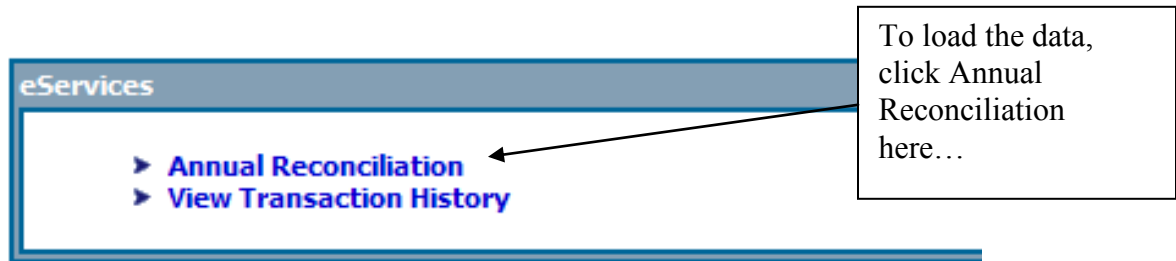 To load the data,
click Annual
Reconciliation
here…
eServices
Annual Reconciliation
View Transaction History